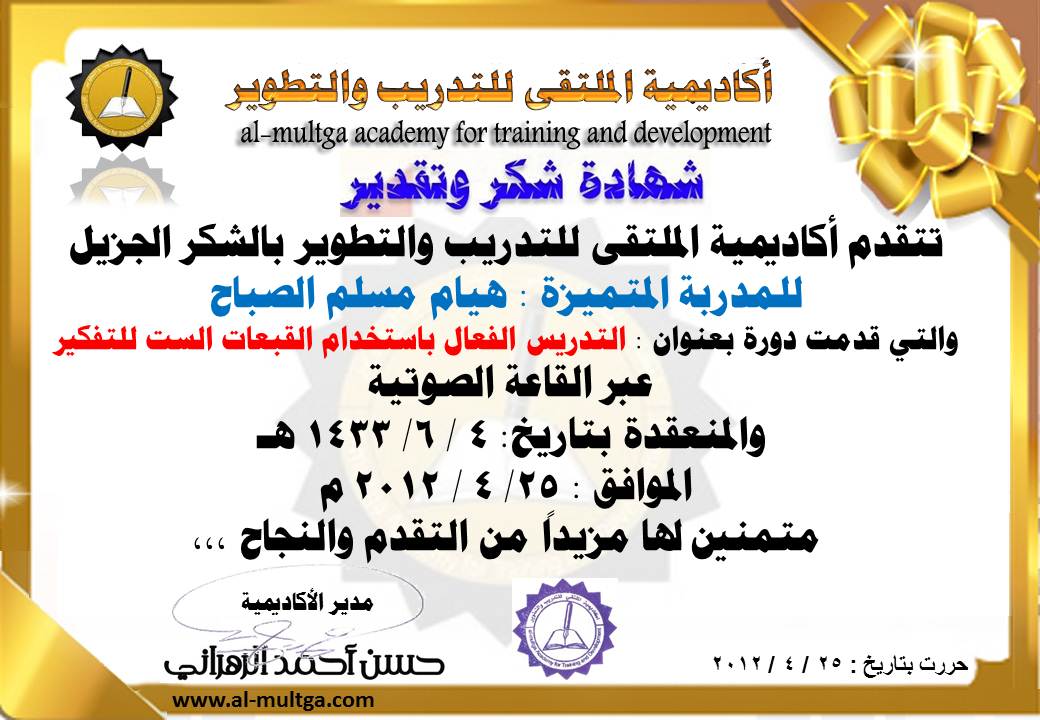 أكاديمية الملتقى للتدريب والتطوير
al-multga academy for training and development
شهادة شكر وتقدير
تتقدم أكاديمية الملتقى للتدريب والتطوير بالشكر الجزيل
للمدربة المتميزة : هيام مسلم الصباح
والتي قدمت دورة بعنوان : التدريس الفعال باستخدام القبعات الست للتفكير
عبر القاعة الصوتية
والمنعقدة بتاريخ: ٤ / ٦/ ١٤٣٣ هـ
الموافق : ٢٥/ ٤ / ٢٠١٢ م
متمنين لها مزيداً من التقدم والنجاح ،،،
مدير الأكاديمية
حسن أحمد الزهراني
حررت بتاريخ : ٢٥ / ٤ / ٢٠١٢
www.al-multga.com